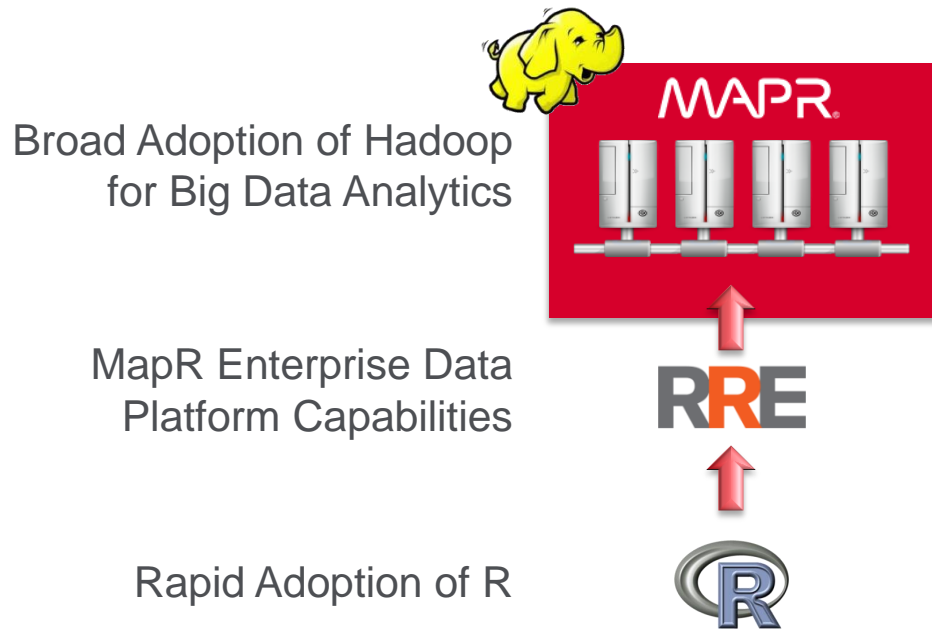 MAPR®
Broad Adoption of Hadoop
for Big Data Analytics
MapR Enterprise Data
Platform Capabilities
RRE
Rapid Adoption of R
R